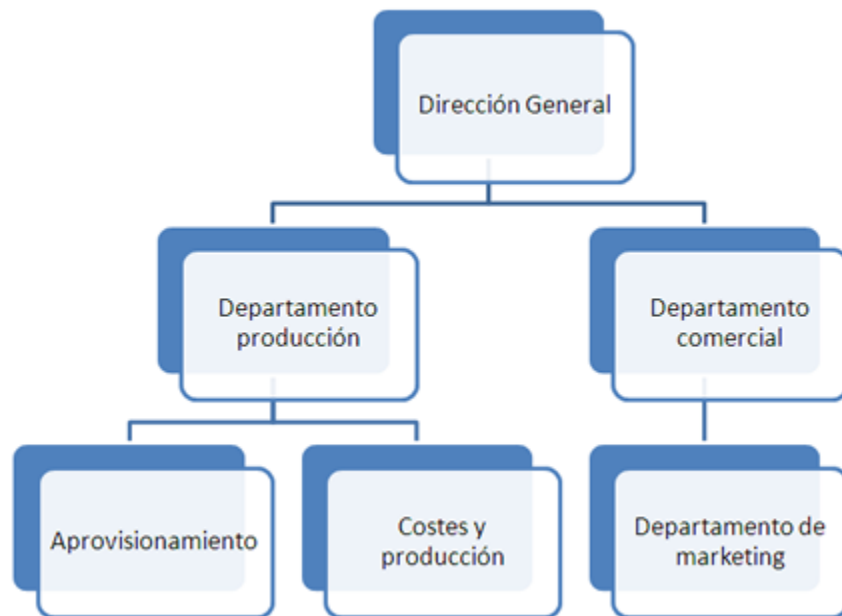 Dirección General
Departamento
producción
Departamento
comercial
Aprovisionamiento
Costes y
producción
Departamento de
marketing